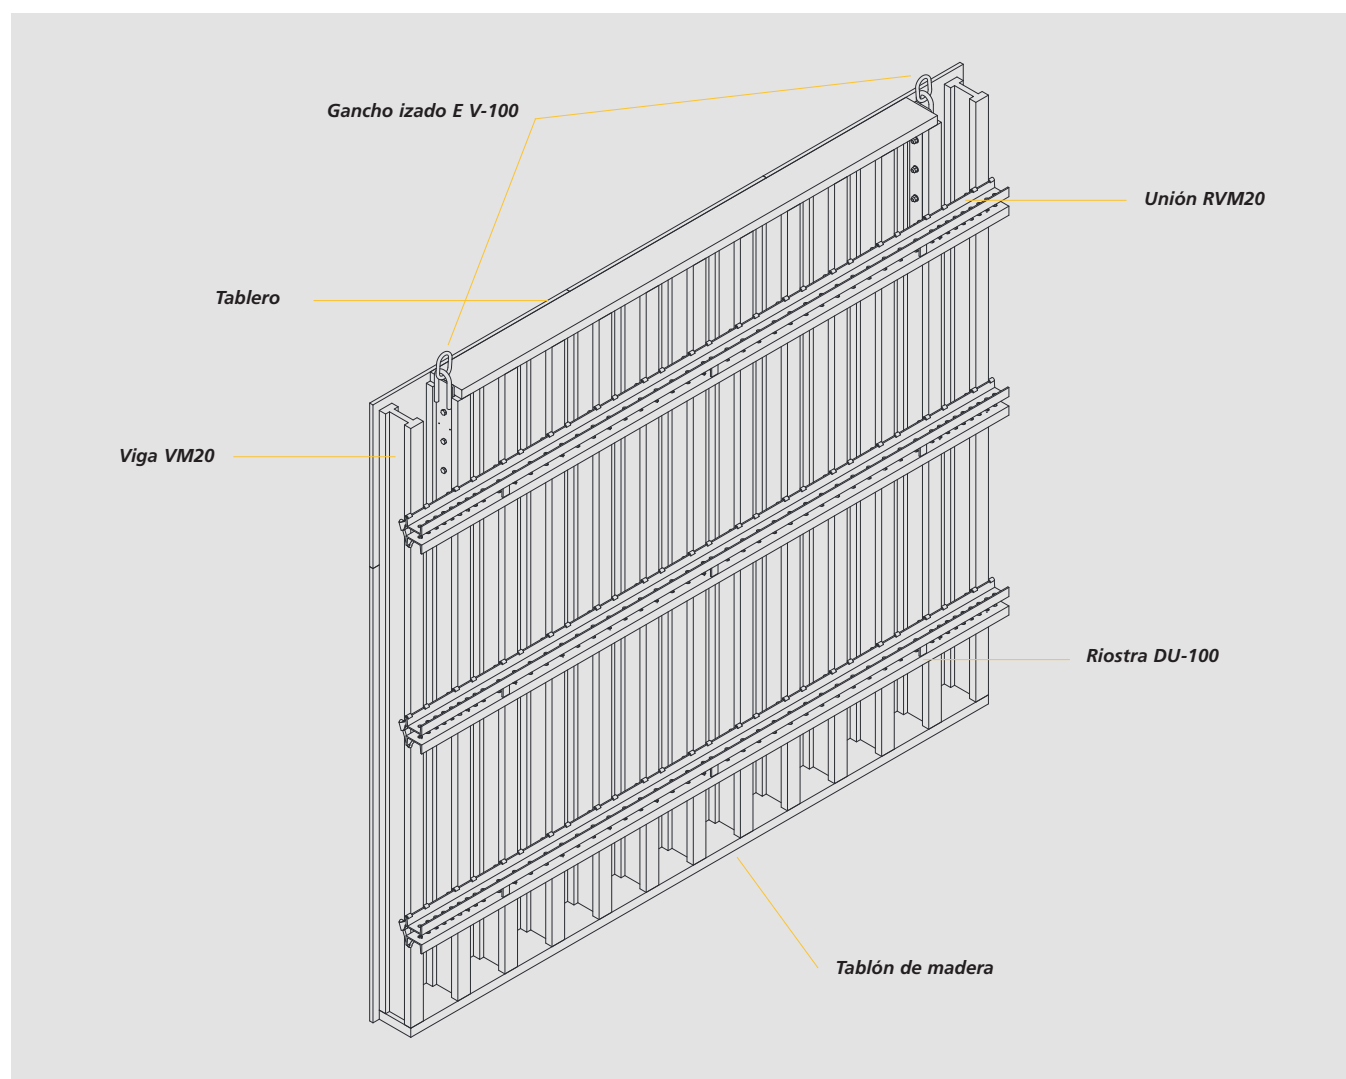 Gancho izado E V-100
Unión RVM20
Tablero
Viga VM20
Riostra DU-100
Tablón de madera